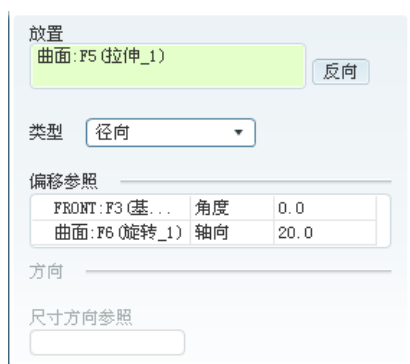 放置
曲面:F5(拉伸_1)
反向
类型 径向
偏移参照
FRONT:F3(基... 角度 0.0
曲面:F6(旋转_1) 轴向 20.0
方向
尺寸方向参照